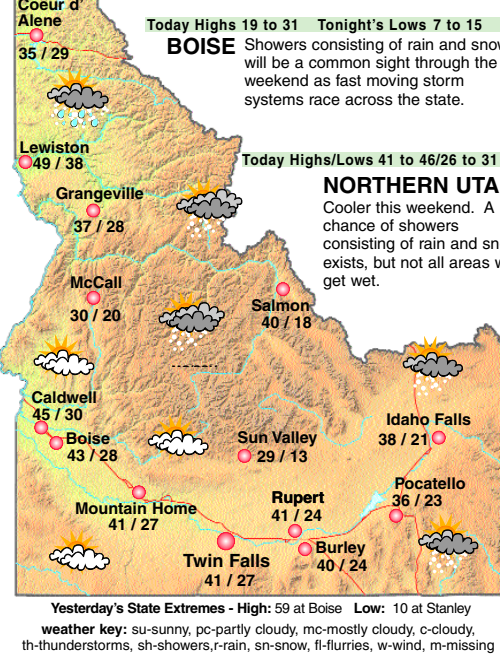 Today Highs 19 to 31 Tonight's Lows 7 to 15
BOISE Showers consisting of rain and snow
will be a common sight through the
weekend as fast moving storm
systems race across the state.
Today Highs/Lows 41 to 46/26 to 31
NORTHERN UTA
Cooler this weekend. A
chance of showers
consisting of rain and sn
exists, but not all areas w
get wet.
Coeur d'
Alene
35 / 29
Lewiston
49 / 38
Grangeville
37 / 28
McCall
30 / 20
Salmon
40 / 18
Caldwell
45 / 30
Boise
43 / 28
Sun Valley
29 / 13
Idaho Falls
38 / 21
Pocatello
36 / 23
Mountain Home
41 / 27
Rupert
41 / 24
Twin Falls
41 / 27
Burley
40 / 24
Yesterday's State Extremes - High: 59 at Boise Low: 10 at Stanley
weather key: su-sunny, pc-partly cloudy, mc-mostly cloudy, c-cloudy,
th-thunderstorms, sh-showers,r-rain, sn-snow, fl-flurries, w-wind, m-missing